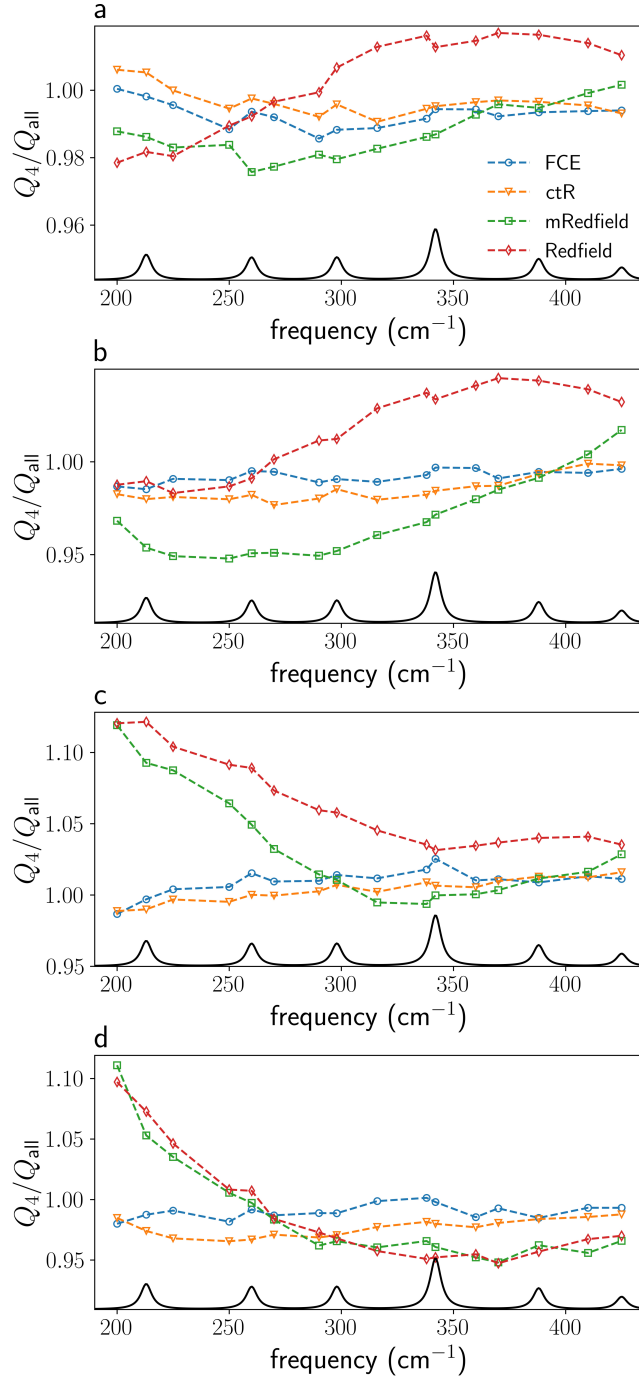 a
Q4/Qall
1.00
0.98
0.96
FCE
ctR
mRedfield
Redfield
200 250 300 350 400
frequency (cm−1)
b
Q4/Qall
1.00
0.95
200 250 300 350 400
frequency (cm−1)
c
Q4/Qall
1.10
1.05
1.00
0.95
200 250 300 350 400
frequency (cm−1)
d
Q4/Qall
1.10
1.05
1.00
0.95
200 250 300 350 400
frequency (cm−1)